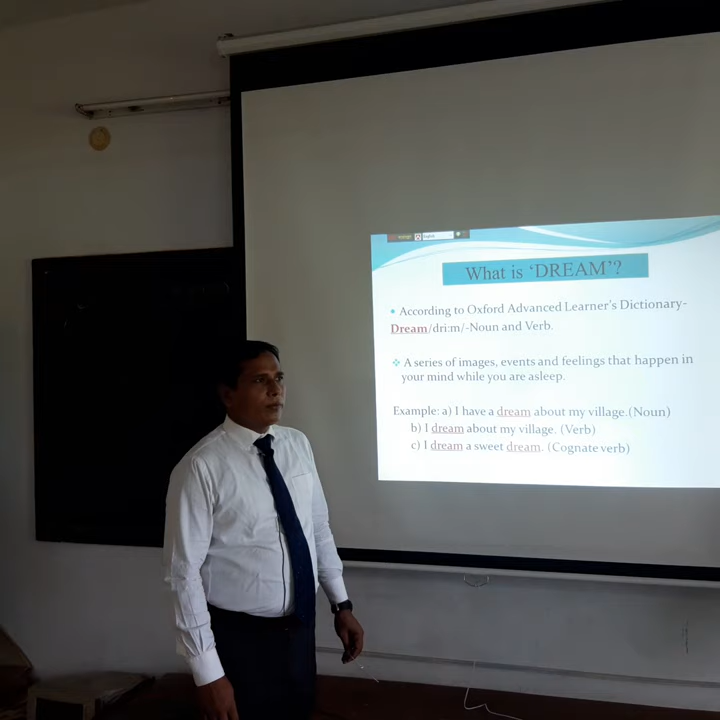 What is 'DREAM'?
According to Oxford Advanced Learner's Dictionary-
Dream/dri:m/-Noun and Verb.
A series of images, events and feelings that happen in
your mind while you are asleep.
Example: a) I have a dream about my village.(Noun)
b) I dream about my village. (Verb)
c) I dream a sweet dream. (Cognate verb)